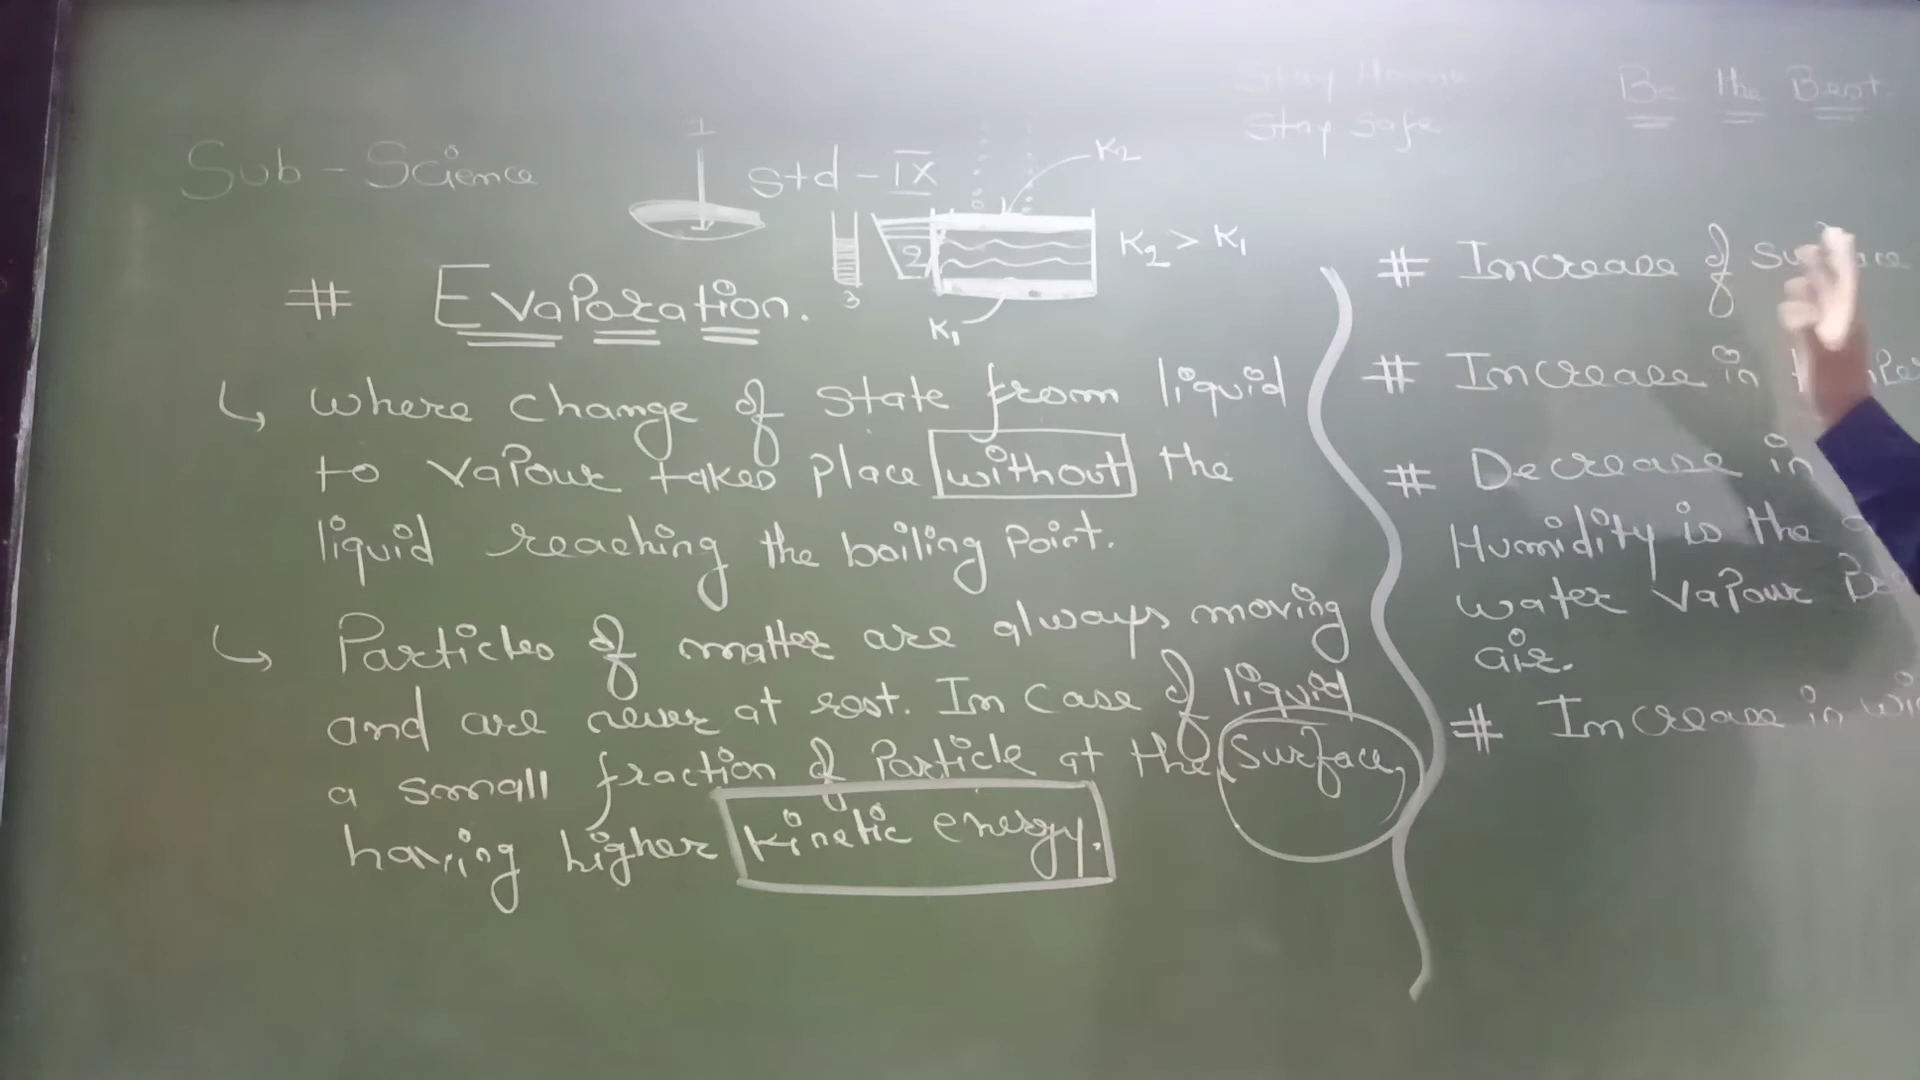 Stay Home
Stay Safe
Be the Best.
Sub - Science
Std - IX
1
2
3
K2
K1
K2 > K1
# Evaporation.
↳ where change of state from liquid
to vapour takes place without the
liquid reaching the boiling point.
↳ Particles of matter are always moving
and are never at rest. In case of liquid
a small fraction of Particle at the surface,
having higher kinetic energy.
# Increase of
# Increase in
# Decrease in
Humidity is the
water vapour
air.
# Increase in